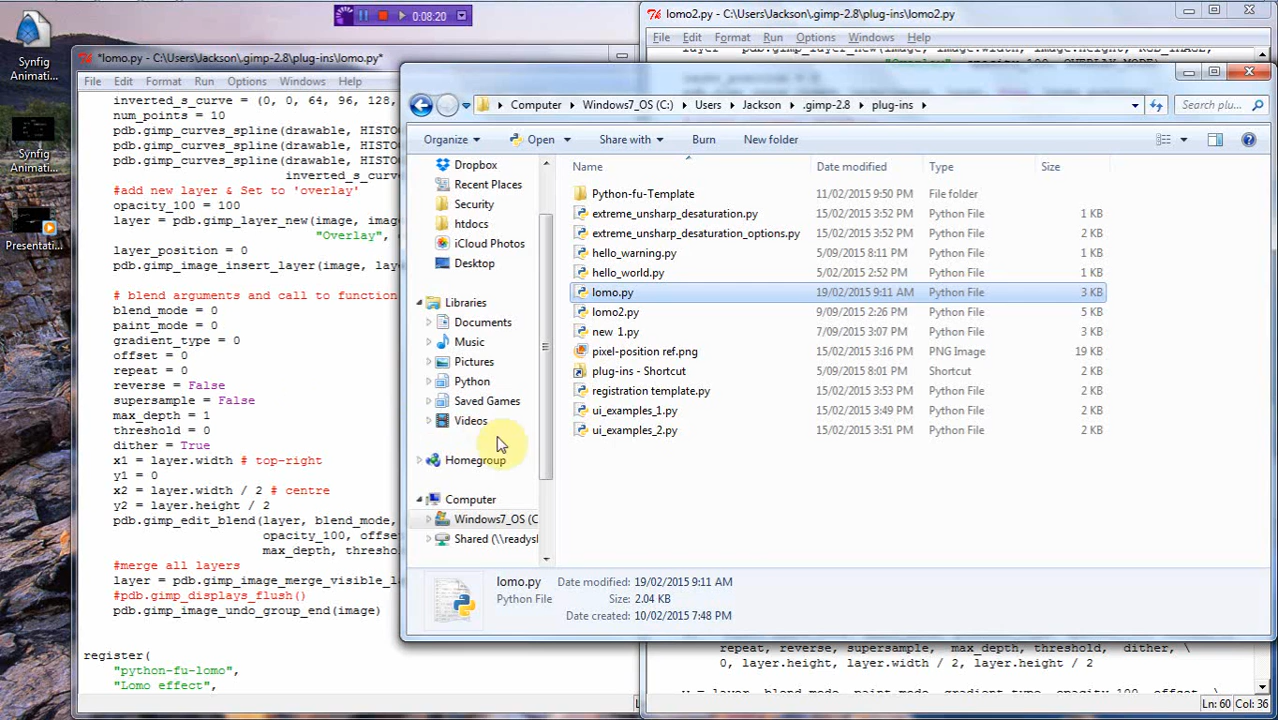 0:08:20
Synfig
Animati...
Synfig
Animati...
Presentati...
*lomo.py - C:\Users\Jackson\.gimp-2.8\plug-ins\lomo.py*
File Edit Format Run Options Windows Help
inverted_s_curve = (0, 0, 64, 96, 128,
num_points = 10
pdb.gimp_curves_spline(drawable, HISTO
pdb.gimp_curves_spline(drawable, HISTO
pdb.gimp_curves_spline(drawable, HISTO
inverted_s_curve
#add new layer & Set to 'overlay'
opacity_100 = 100
layer = pdb.gimp_layer_new(image, imag
"Overlay",
layer_position = 0
pdb.gimp_image_insert_layer(image, lay
# blend arguments and call to function
blend_mode = 0
paint_mode = 0
gradient_type = 0
offset = 0
repeat = 0
reverse = False
supersample = False
max_depth = 1
threshold = 0
dither = True
x1 = layer.width # top-right
y1 = 0
x2 = layer.width / 2 # centre
y2 = layer.height / 2
pdb.gimp_edit_blend(layer, blend_mode,
opacity_100, offset
max_depth, threshol
#merge all layers
layer = pdb.gimp_image_merge_visible_la
#pdb.gimp_displays_flush()
pdb.gimp_image_undo_group_end(image)
register(
"python-fu-lomo",
"Lomo effect",
lomo2.py - C:\Users\Jackson\.gimp-2.8\plug-ins\lomo2.py
File Edit Format Run Options Windows Help
Computer Windows7_OS (C:) Users Jackson .gimp-2.8 plug-ins
Search plu...
Organize Open Share with Burn New folder
Dropbox
Recent Places
Security
htdocs
iCloud Photos
Desktop
Libraries
Documents
Music
Pictures
Python
Saved Games
Videos
Homegroup
Computer
Windows7_OS (C
Shared (\\readysl
Name Date modified Type Size
Python-fu-Template 11/02/2015 9:50 PM File folder
extreme_unsharp_desaturation.py 15/02/2015 3:52 PM Python File 1 KB
extreme_unsharp_desaturation_options.py 15/02/2015 3:52 PM Python File 2 KB
hello_warning.py 5/09/2015 8:11 PM Python File 1 KB
hello_world.py 5/02/2015 2:52 PM Python File 1 KB
lomo.py 19/02/2015 9:11 AM Python File 3 KB
lomo2.py 9/09/2015 2:26 PM Python File 5 KB
new 1.py 7/09/2015 3:07 PM Python File 1 KB
pixel-position ref.png 15/02/2015 3:16 PM PNG Image 19 KB
plug-ins - Shortcut 5/09/2015 8:01 PM Shortcut 2 KB
registration template.py 15/02/2015 3:53 PM Python File 1 KB
ui_examples_1.py 15/02/2015 3:49 PM Python File 2 KB
ui_examples_2.py 15/02/2015 3:51 PM Python File 2 KB
lomo.py Date modified: 19/02/2015 9:11 AM
Python File Size: 2.04 KB
Date created: 10/02/2015 7:48 PM
repeat, reverse, supersample, max_depth, threshold, dither, \
0, layer.height, layer.width / 2, layer.height / 2
Ln: 60 Col: 36